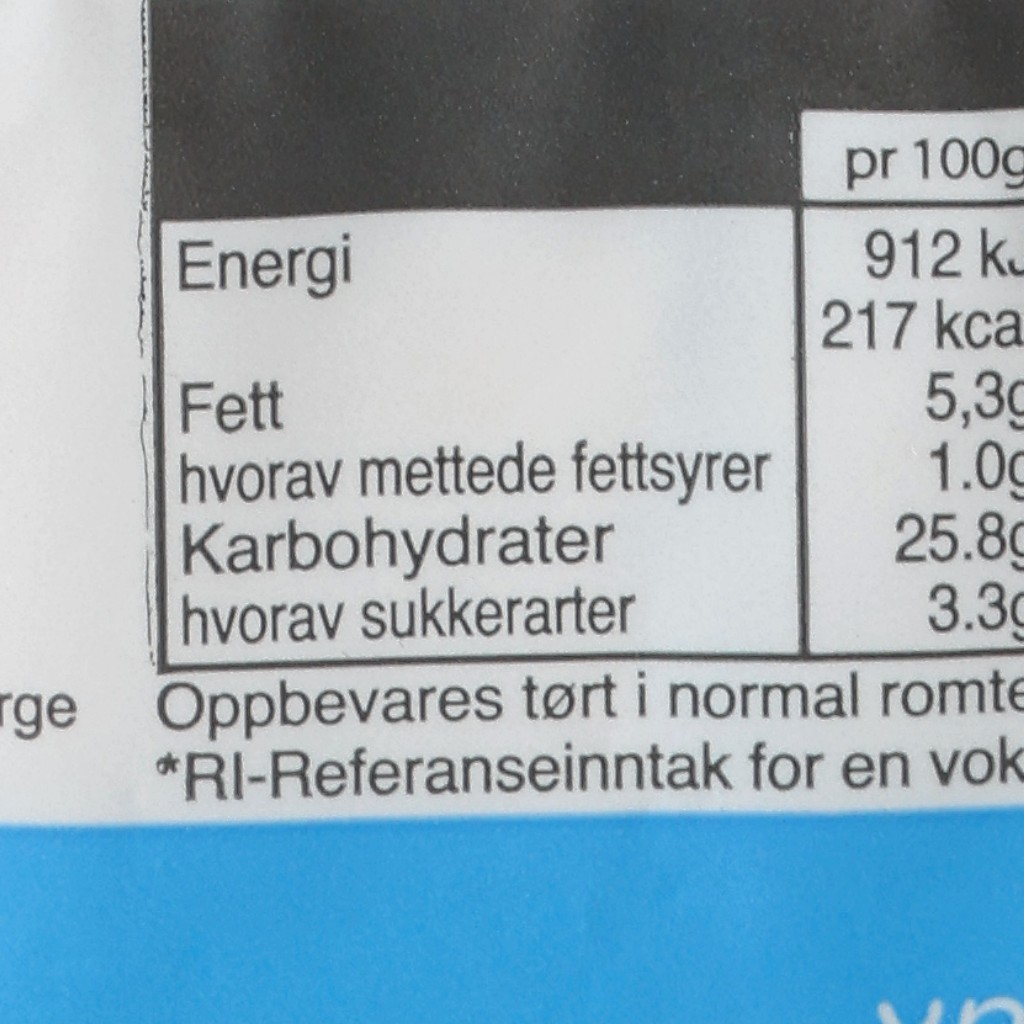 pr 100g
Energi 912 kJ
217 kca
Fett 5,3g
hvorav mettede fettsyrer 1.0g
Karbohydrater 25.8g
hvorav sukkerarter 3.3g
rge Oppbevares tørt i normal romte
*RI-Referanseinntak for en vok